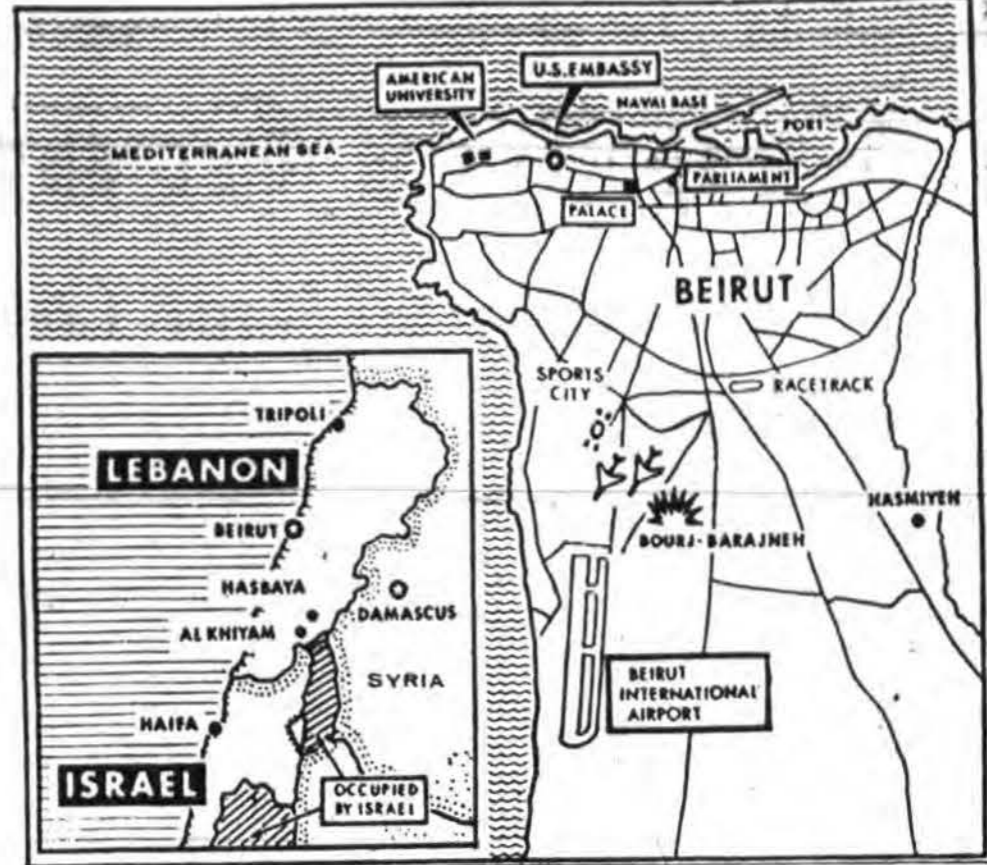 AMERICAN
UNIVERSITY
U.S. EMBASSY
NAVAL BASE
PORT
MEDITERRANEAN SEA
PARLIAMENT
PALACE
BEIRUT
SPORTS
CITY
RACETRACK
HASMIYEH
BOURJ-BARAJNEH
BEIRUT
INTERNATIONAL
AIRPORT
TRIPOLI
LEBANON
BEIRUT
HASBAYA
DAMASCUS
AL KHIYAM
SYRIA
HAIFA
ISRAEL
OCCUPIED
BY ISRAEL